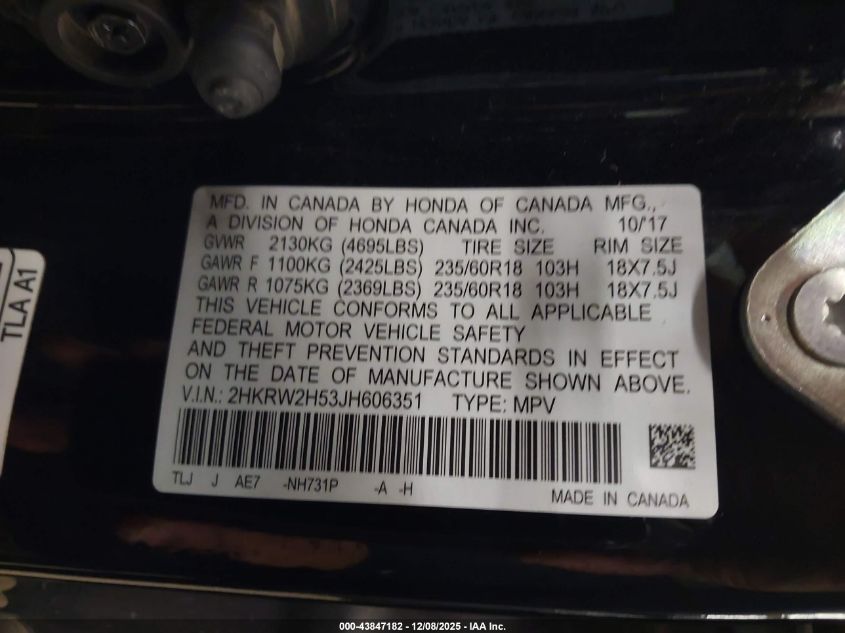 MFD. IN CANADA BY HONDA OF CANADA MFG.,
A DIVISION OF HONDA CANADA INC. 10/17
GVWR 2130KG (4695LBS) TIRE SIZE RIM SIZE
GAWR F 1100KG (2425LBS) 235/60R18 103H 18X7.5J
GAWR R 1075KG (2369LBS) 235/60R18 103H 18X7.5J
THIS VEHICLE CONFORMS TO ALL APPLICABLE
FEDERAL MOTOR VEHICLE SAFETY
AND THEFT PREVENTION STANDARDS IN EFFECT
ON THE DATE OF MANUFACTURE SHOWN ABOVE.
V.I.N.: 2HKRW2H53JH606351 TYPE: MPV
TLJ J AE7 -NH731P -A -H
MADE IN CANADA
TLA A1
000-43847182 - 12/08/2025 - IAA Inc.